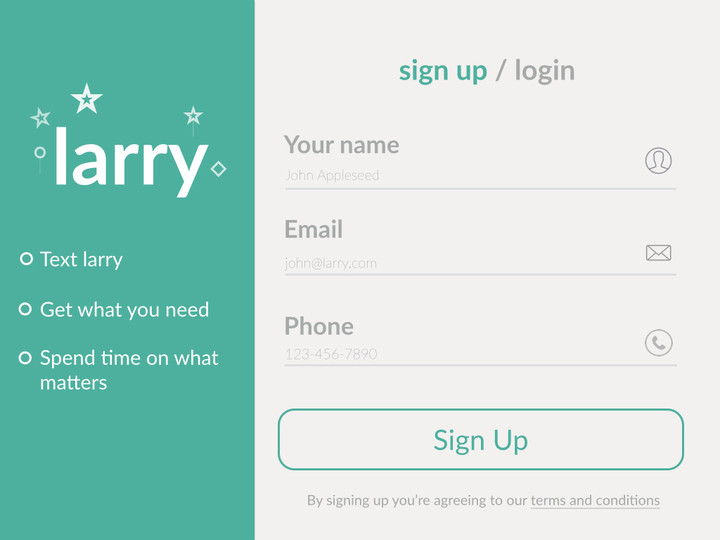 larry
Text larry
Get what you need
Spend time on what
matters
sign up / login
Your name
John Appleseed
Email
john@larry.com
Phone
123-456-7890
Sign Up
By signing up you're agreeing to our terms and conditions